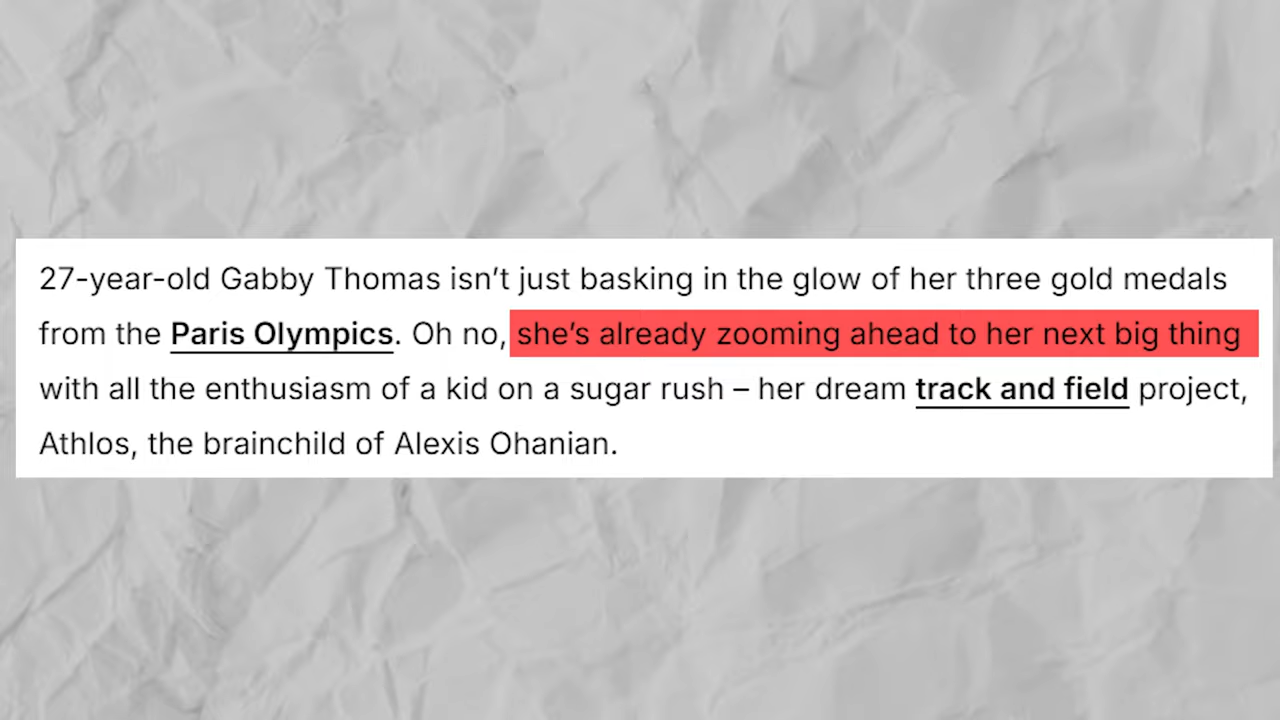 27-year-old Gabby Thomas isn’t just basking in the glow of her three gold medals
from the Paris Olympics. Oh no, she’s already zooming ahead to her next big thing
with all the enthusiasm of a kid on a sugar rush – her dream track and field project,
Athlos, the brainchild of Alexis Ohanian.